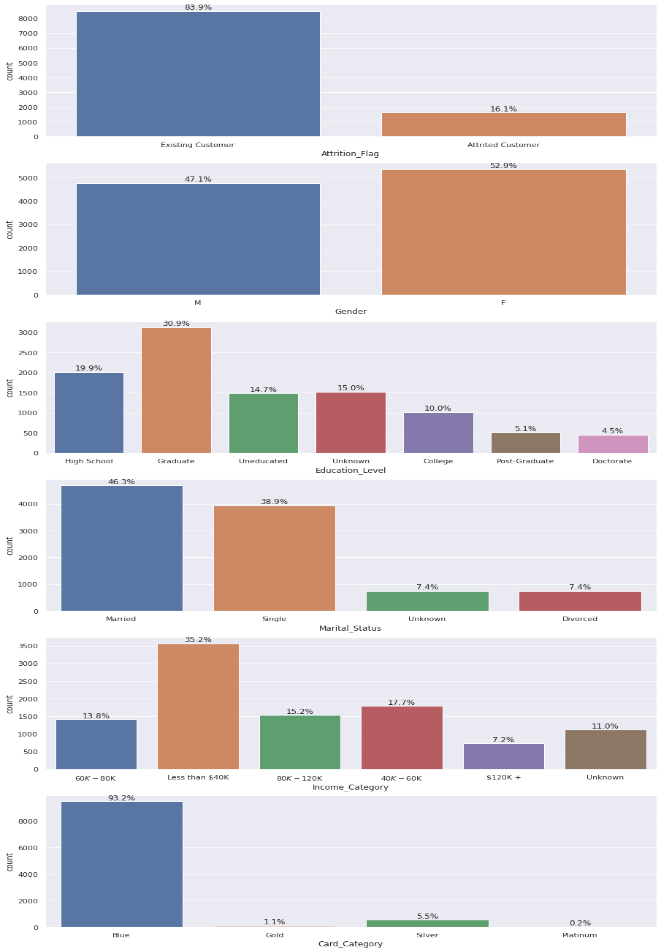 83.9%
8000
7000
6000
5000
4000
3000
2000
1000
0
count
16.1%
Existing Customer Attrited Customer
Attrition_Flag
52.9%
47.1%
5000
4000
3000
2000
1000
0
count
M F
Gender
30.9%
3000
2500
2000
1500
1000
500
0
count
19.9%
14.7% 15.0%
10.0%
5.1% 4.5%
High School Graduate Uneducated Unknown College Post-Graduate Doctorate
Education_Level
46.3%
38.9%
4000
3000
2000
1000
0
count
7.4% 7.4%
Married Single Unknown Divorced
Marital_Status
35.2%
3500
3000
2500
2000
1500
1000
500
0
count
13.8% 15.2% 17.7% 7.2% 11.0%
60K − 80K Less than $40K 80K − 120K 40K − 60K $120K + Unknown
Income_Category
93.2%
8000
6000
4000
2000
0
count
1.1% 5.5% 0.2%
Blue Gold Silver Platinum
Card_Category